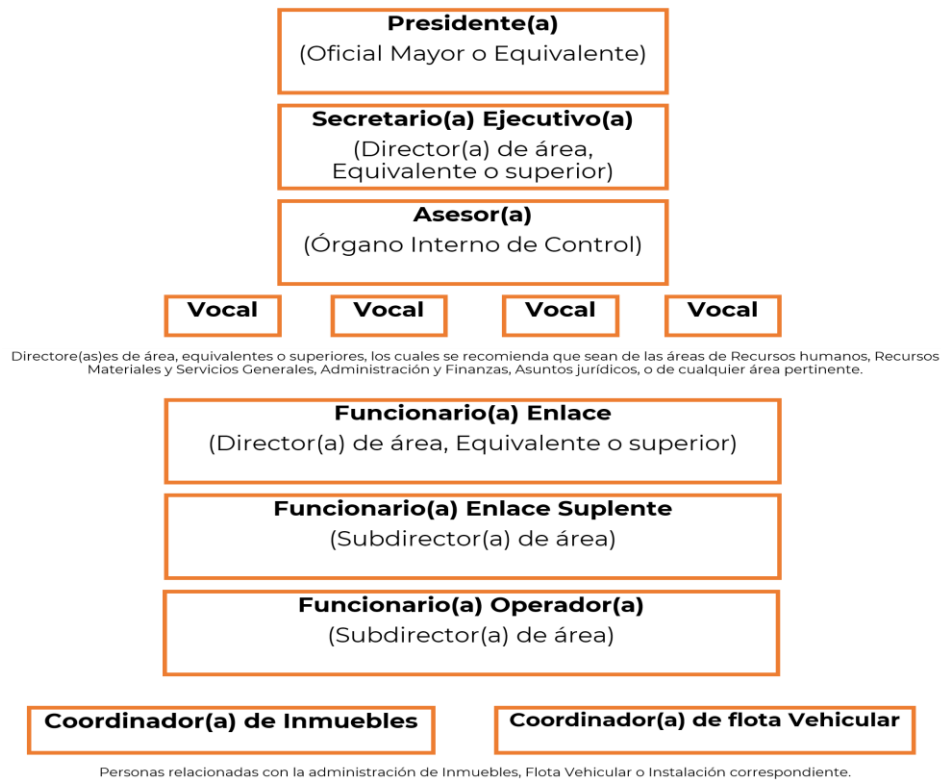 Presidente(a)
(Oficial Mayor o Equivalente)
Secretario(a) Ejecutivo(a)
(Director(a) de área,
Equivalente o superior)
Asesor(a)
(Órgano Interno de Control)
Vocal
Vocal
Vocal
Vocal
Directore(as)es de área, equivalentes o superiores, los cuales se recomienda que sean de las áreas de Recursos humanos, Recursos
Materiales y Servicios Generales, Administración y Finanzas, Asuntos jurídicos, o de cualquier área pertinente.
Funcionario(a) Enlace
(Director(a) de área, Equivalente o superior)
Funcionario(a) Enlace Suplente
(Subdirector(a) de área)
Funcionario(a) Operador(a)
(Subdirector(a) de área)
Coordinador(a) de Inmuebles
Coordinador(a) de flota Vehicular
Personas relacionadas con la administración de Inmuebles, Flota Vehicular o Instalación correspondiente.